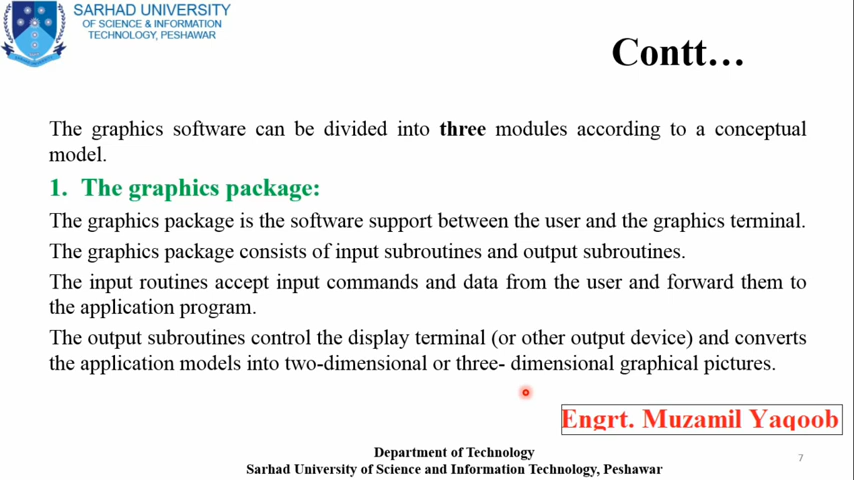 SARHAD UNIVERSITY
OF SCIENCE & INFORMATION
TECHNOLOGY, PESHAWAR
Contt…
The graphics software can be divided into three modules according to a conceptual
model.
1. The graphics package:
The graphics package is the software support between the user and the graphics terminal.
The graphics package consists of input subroutines and output subroutines.
The input routines accept input commands and data from the user and forward them to
the application program.
The output subroutines control the display terminal (or other output device) and converts
the application models into two-dimensional or three- dimensional graphical pictures.
Engrt. Muzamil Yaqoob
Department of Technology
Sarhad University of Science and Information Technology, Peshawar
7